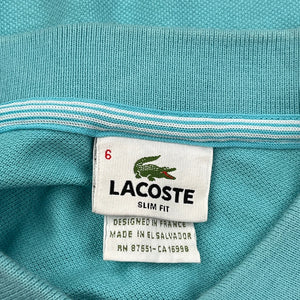 6
LACOSTE
SLIM FIT
DESIGNED IN FRANCE
MADE IN EL SALVADOR
RN 87651-CA 16998